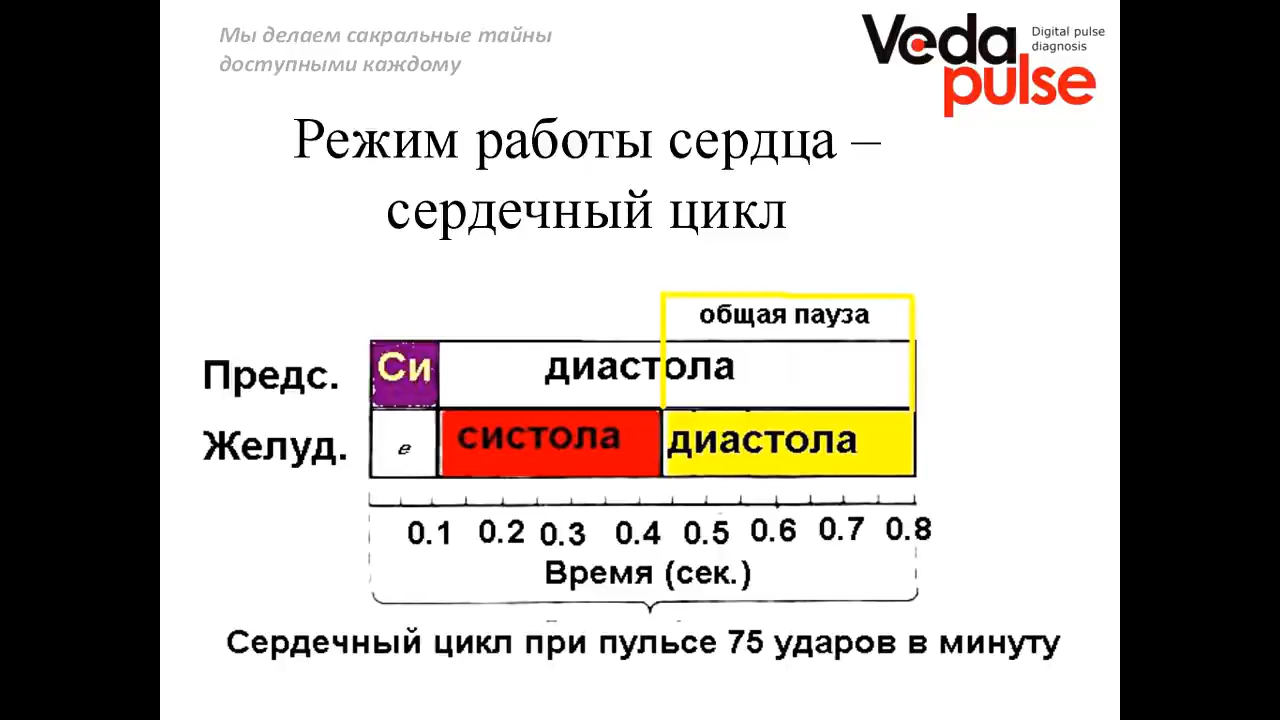 Мы делаем сакральные тайны
доступными каждому
Veda
pulse
Digital pulse
diagnosis
Режим работы сердца –
сердечный цикл
общая пауза
Предс.
Си
диастола
Желуд.
е
систола
диастола
0.1 0.2 0.3 0.4 0.5 0.6 0.7 0.8
Время (сек.)
Сердечный цикл при пульсе 75 ударов в минуту